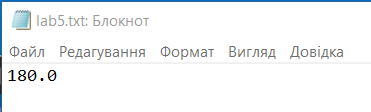 lab5.txt: Блокнот
Файл Редагування Формат Вигляд Довідка
180.0